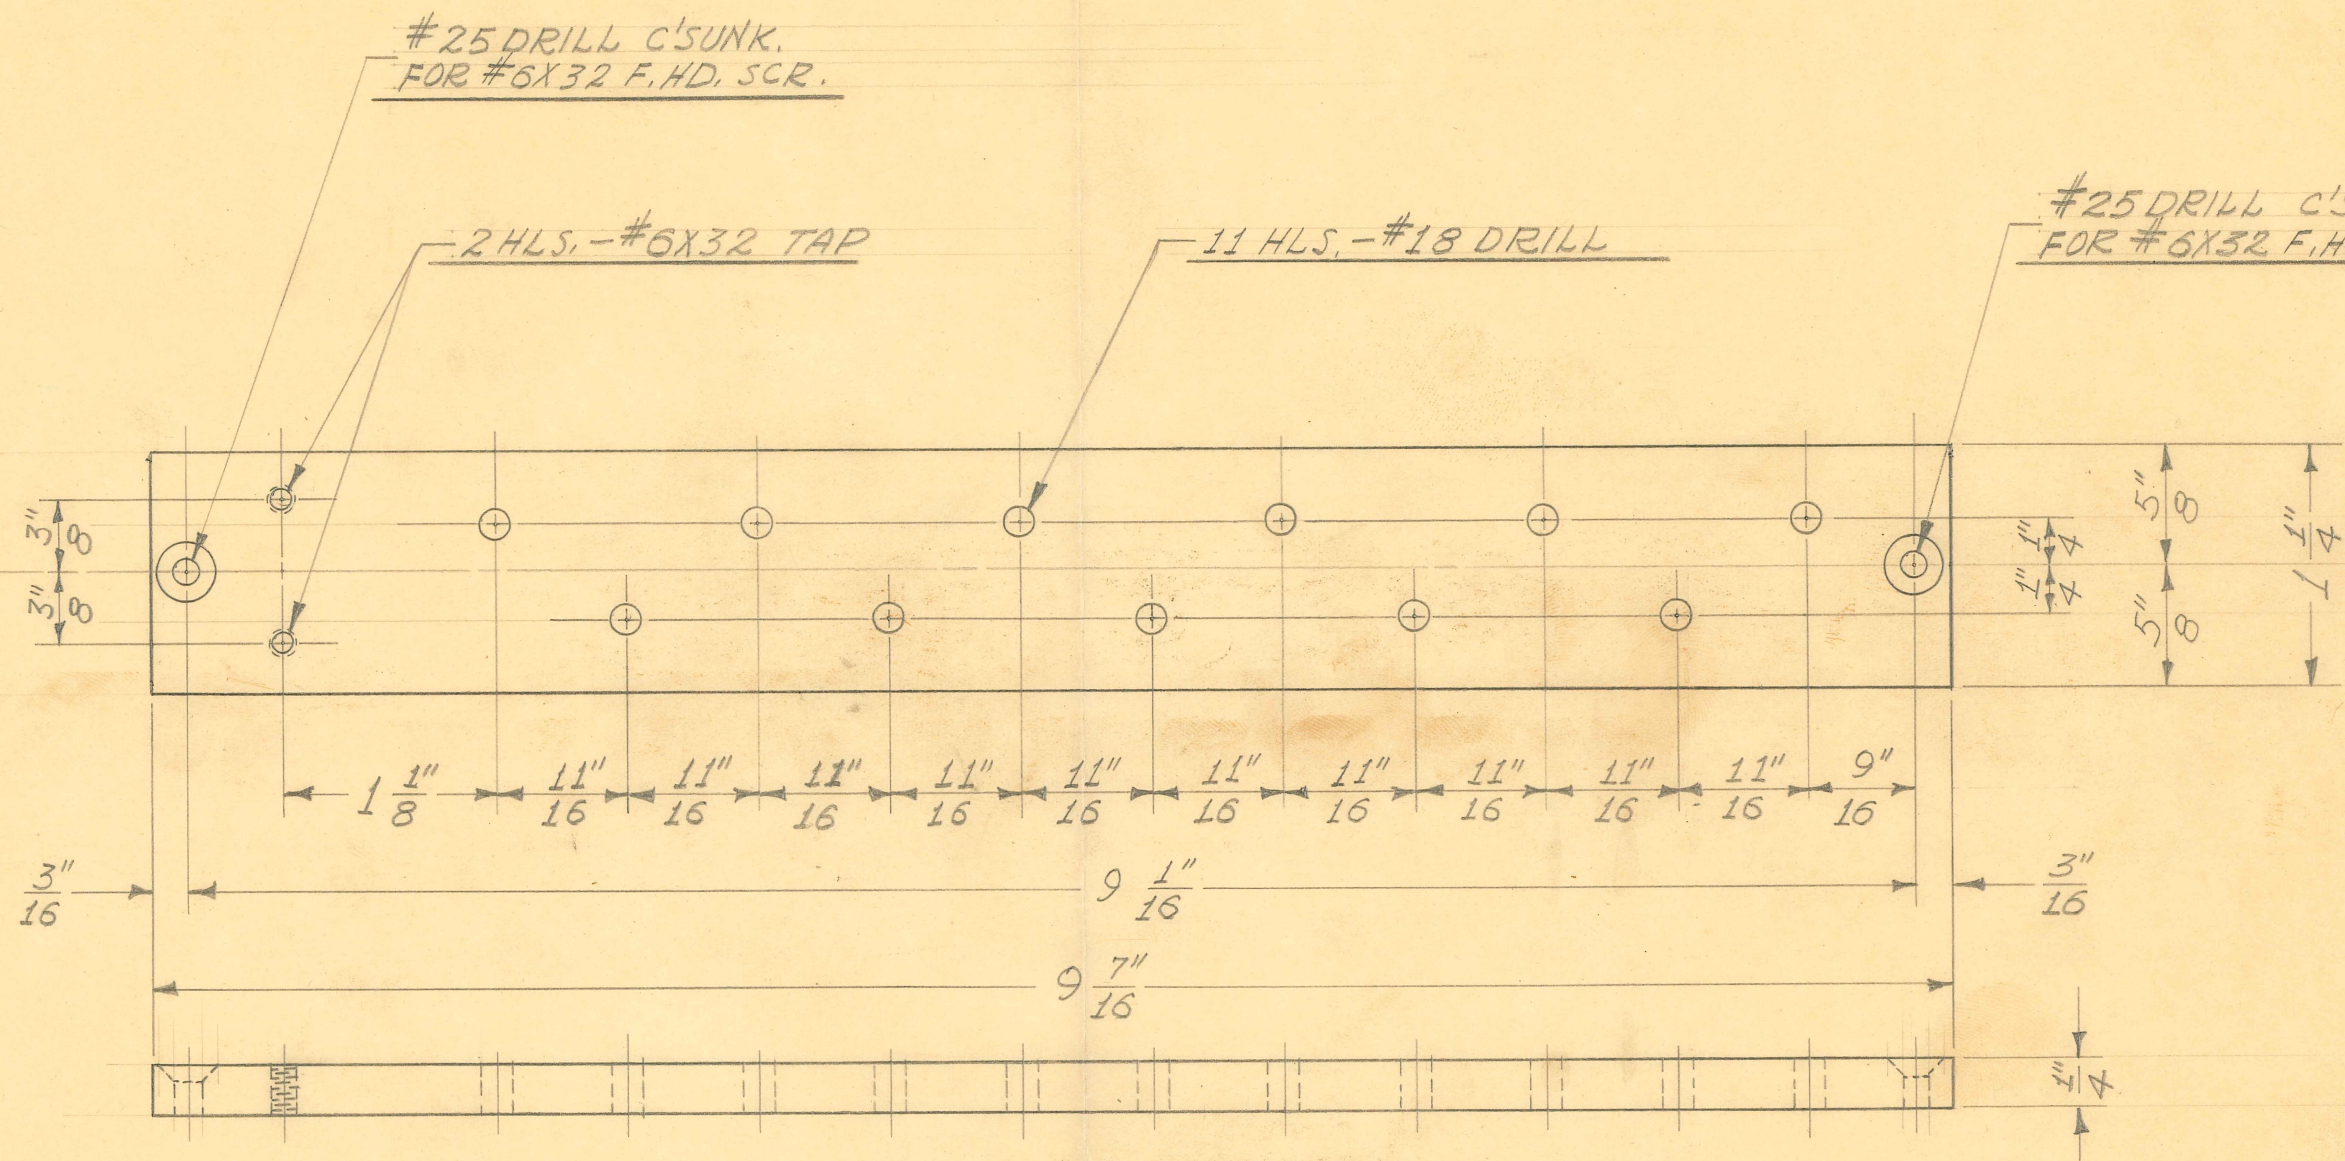 #25 DRILL C'SUNK.
FOR #6X32 F.HD. SCR.
#25 DRILL C'S
FOR #6X32 F.H
2 HLS. - #6X32 TAP
11 HLS. - #18 DRILL
3"/8
3"/8
1"/4
1"/4
5"/8
5"/8
1 1"/4
1 1"/8 11"/16 11"/16 11"/16 11"/16 11"/16 11"/16 11"/16 11"/16 11"/16 11"/16 9"/16
3"/16 9 1"/16 3"/16
9 7"/16
1"/4